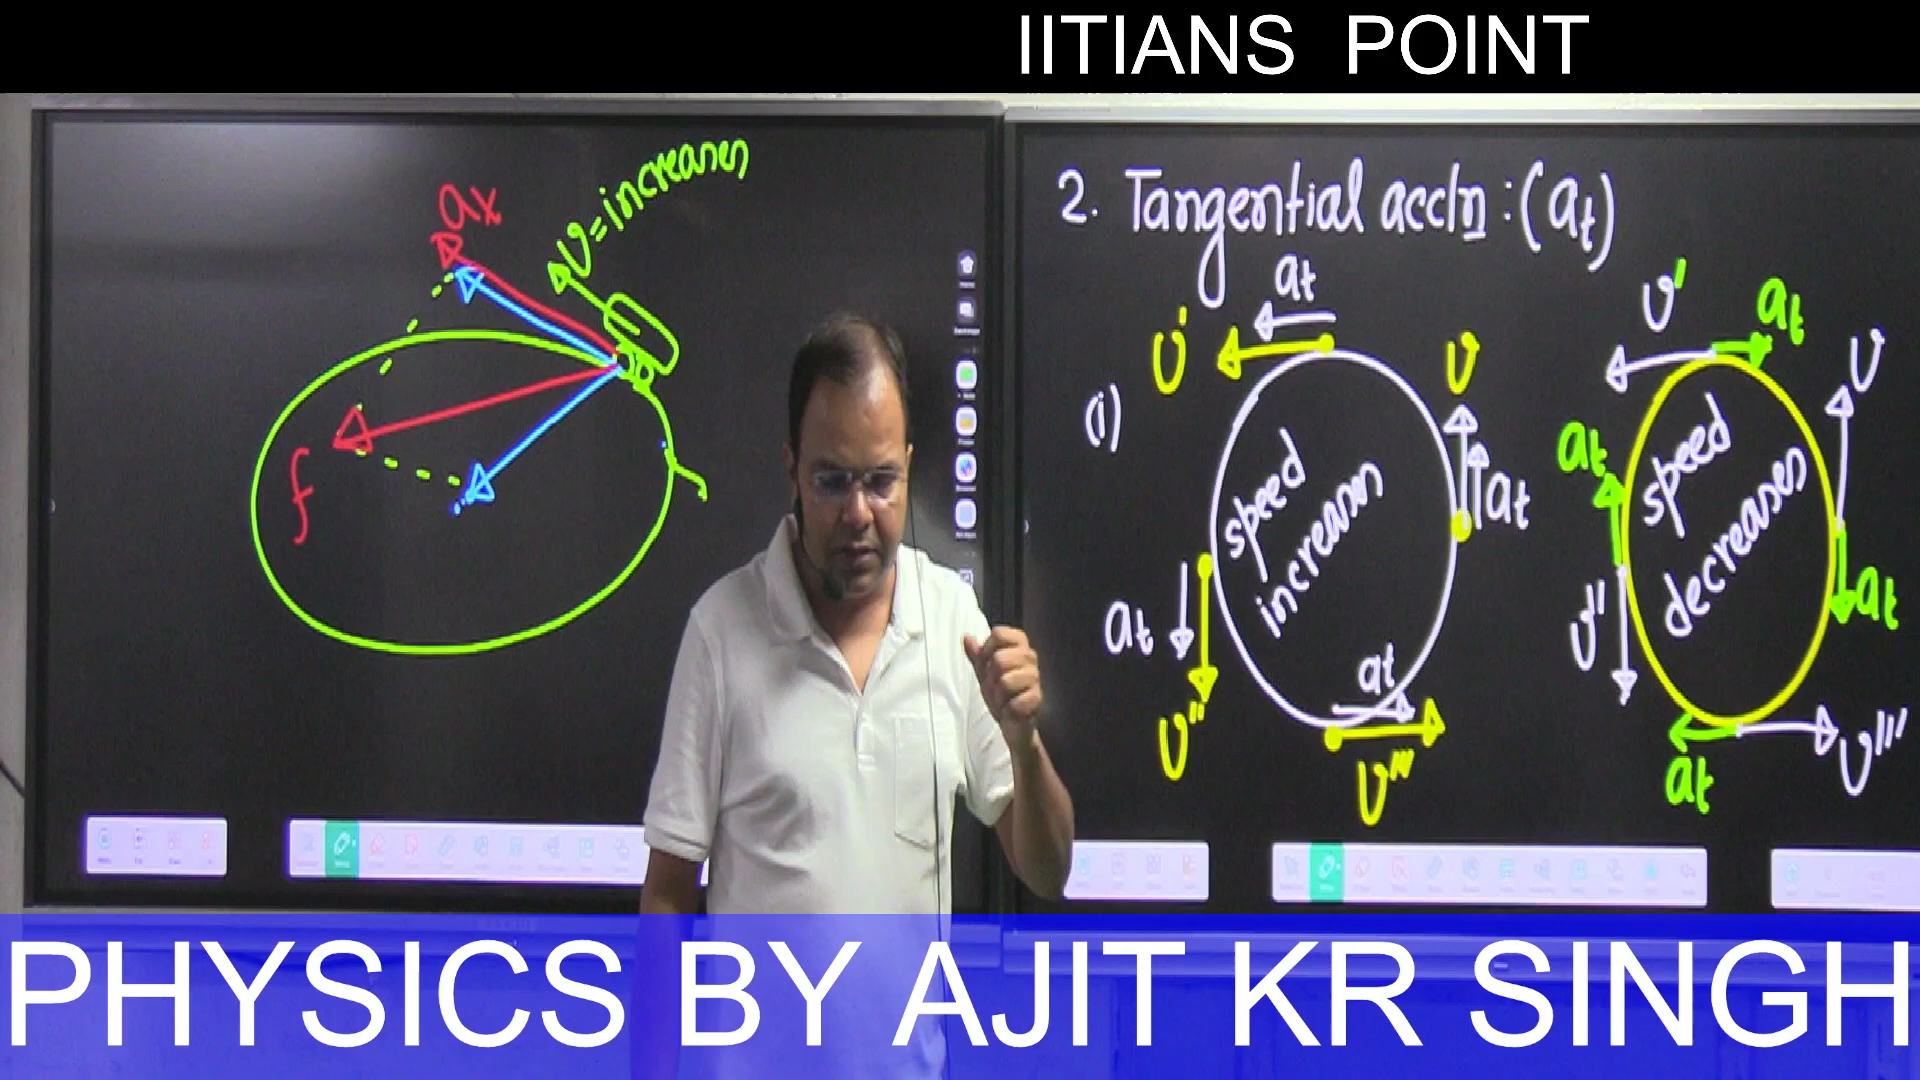 IITIANS POINT
ax
v=increases
f
2. Tangential accln: (at)
at
v'
v
(i)
speed increases
at
at
v''
at
v'''
v'
at
v
at
speed decreases
v''
at
at
v'''
PHYSICS BY AJIT KR SINGH